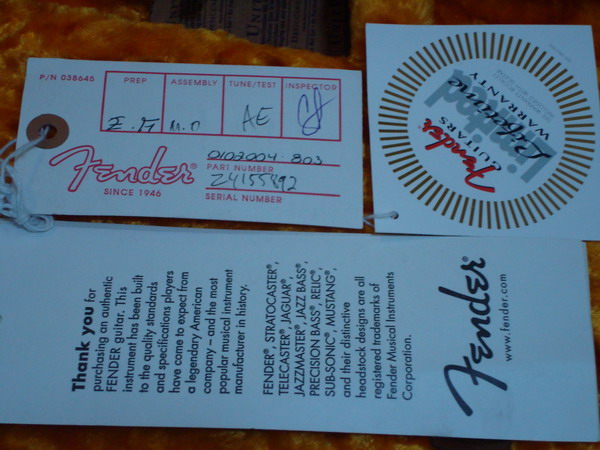 P/N 038645
PREP ASSEMBLY TUNE/TEST INSPECTOR
M.O AE
Fender®
SINCE 1946
0102004-803
PART NUMBER
Z4155892
SERIAL NUMBER
Fender
GUITARS
Limited
Lifetime
WARRANTY
Thank you for
purchasing an authentic
FENDER guitar. This
instrument has been built
to the quality standards
and specifications players
have come to expect from
a legendary American
company – and the most
popular musical instrument
manufacturer in history.
FENDER®, STRATOCASTER®,
TELECASTER®, JAGUAR®,
JAZZMASTER®, JAZZ BASS®,
PRECISION BASS®, RELIC®,
SUB-SONIC®, MUSTANG®,
and their distinctive
headstock designs are all
registered trademarks of
Fender Musical Instruments
Corporation.
Fender®
www.fender.com